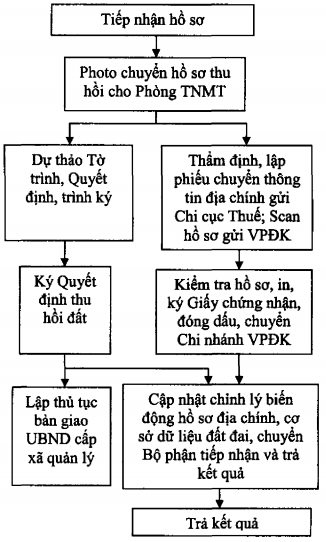 Tiếp nhận hồ sơ
Photo chuyển hồ sơ thu
hồi cho Phòng TNMT
Dự thảo Tờ
trình, Quyết
định, trình ký
Thẩm định, lập
phiếu chuyển thông
tin địa chính gửi
Chi cục Thuế; Scan
hồ sơ gửi VPĐK
Ký Quyết
định thu
hồi đất
Kiểm tra hồ sơ, in,
ký Giấy chứng nhận,
đóng dấu, chuyển
Chi nhánh VPĐK
Lập thủ tục
bàn giao
UBND cấp
xã quản lý
Cập nhật chỉnh lý biến
động hồ sơ địa chính, cơ
sở dữ liệu đất đai, chuyển
Bộ phận tiếp nhận và trả
kết quả
Trả kết quả